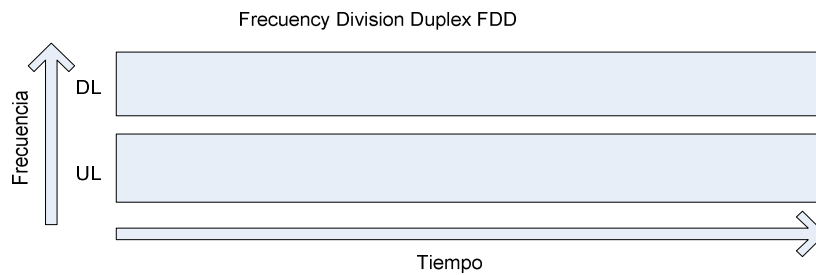 Frecuency Division Duplex FDD
DL
Frecuencia
UL
Tiempo